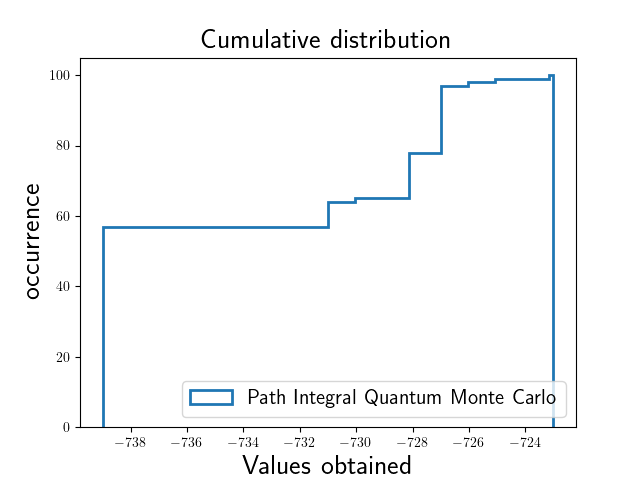 Cumulative distribution
100
80
60
40
20
0
occurrence
Path Integral Quantum Monte Carlo
−738 −736 −734 −732 −730 −728 −726 −724
Values obtained